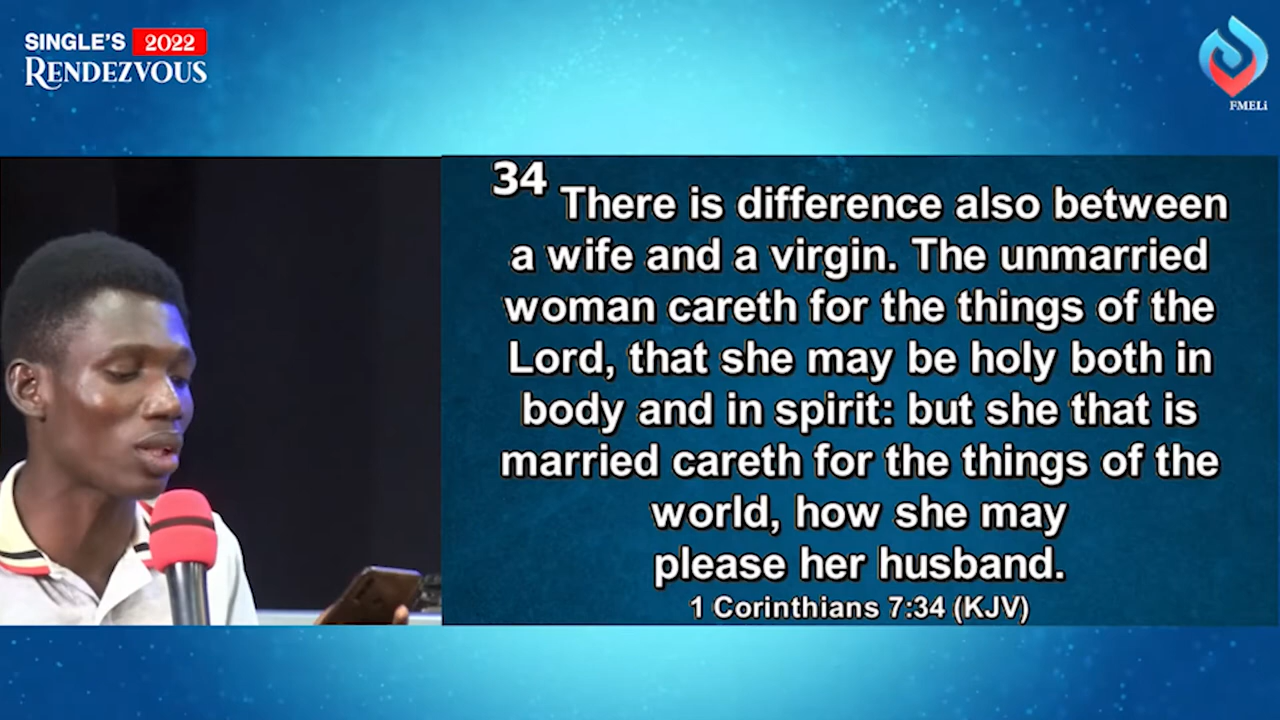 SINGLE'S 2022
RENDEZVOUS
FMELi
34 There is difference also between
a wife and a virgin. The unmarried
woman careth for the things of the
Lord, that she may be holy both in
body and in spirit: but she that is
married careth for the things of the
world, how she may
please her husband.
1 Corinthians 7:34 (KJV)